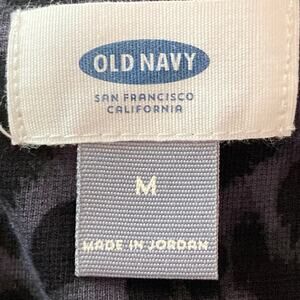 OLD NAVY
SAN FRANCISCO
CALIFORNIA
M
MADE IN JORDAN